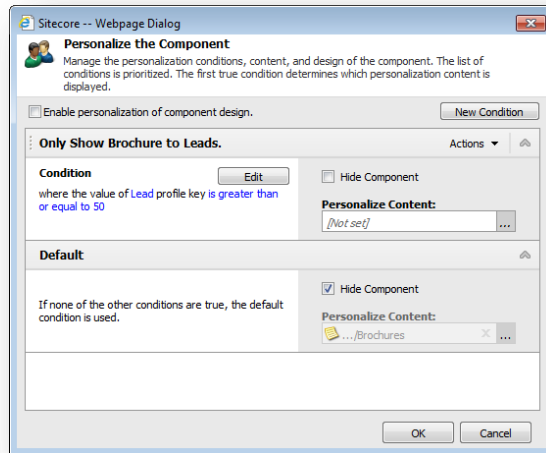 Sitecore -- Webpage Dialog
Personalize the Component
Manage the personalization conditions, content, and design of the component. The list of
conditions is prioritized. The first true condition determines which personalization content is
displayed.
Enable personalization of component design.
New Condition
Only Show Brochure to Leads.
Actions
Condition
Edit
where the value of Lead profile key is greater than
or equal to 50
Hide Component
Personalize Content:
[Not set]
...
Default
If none of the other conditions are true, the default
condition is used.
Hide Component
Personalize Content:
.../Brochures
...
OK
Cancel